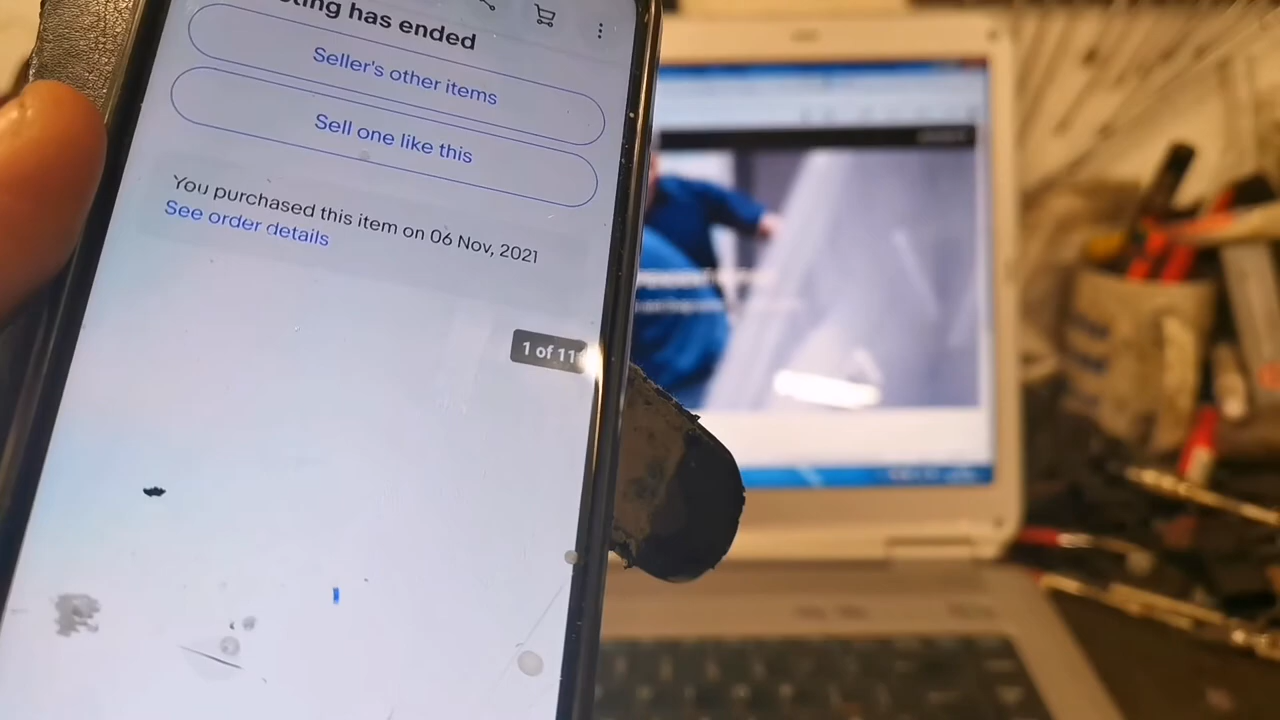 has ended
Seller's other items
Sell one like this
You purchased this item on 06 Nov, 2021
See order details
1 of 11